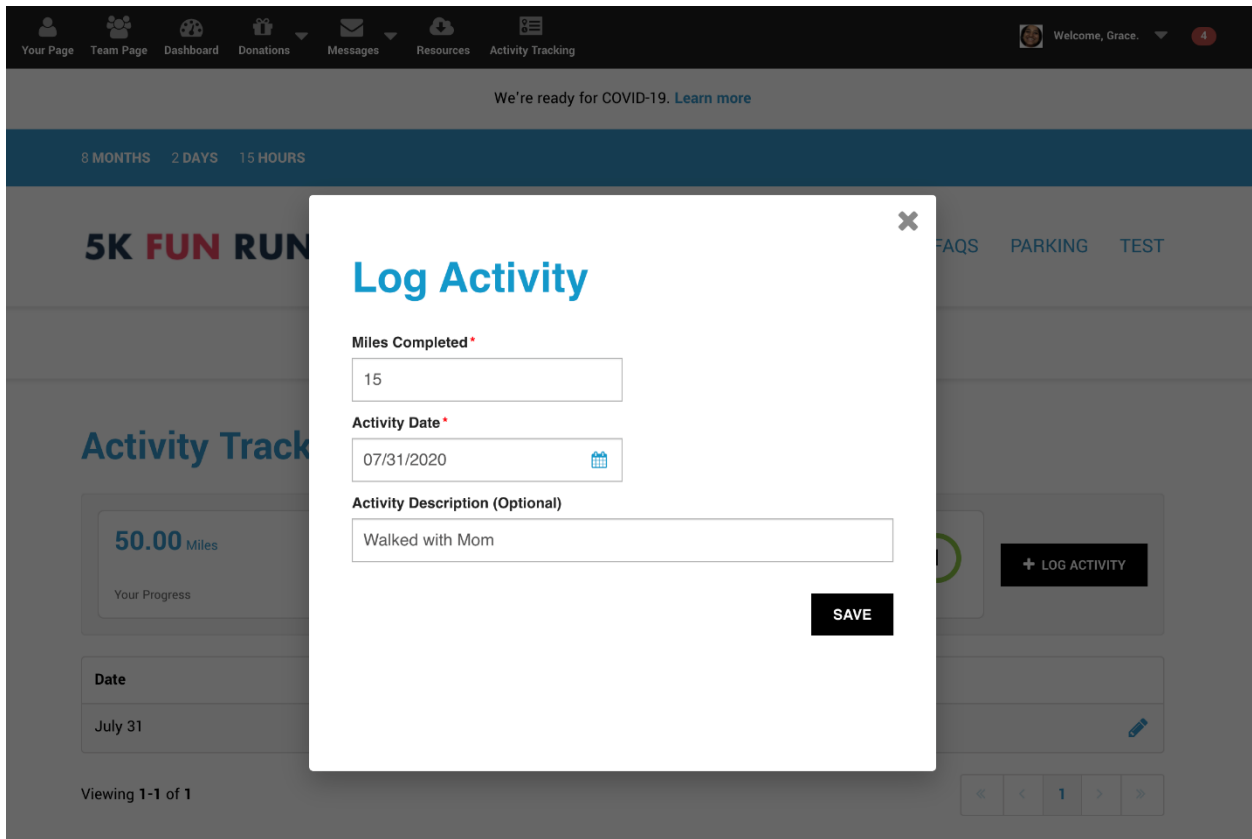 Your Page Team Page Dashboard Donations Messages Resources Activity Tracking Welcome, Grace. 4
We're ready for COVID-19. Learn more
8 MONTHS 2 DAYS 15 HOURS
5K FUN RUN FAQS PARKING TEST
Log Activity
Miles Completed*
15
Activity Date*
07/31/2020
Activity Description (Optional)
Walked with Mom
SAVE
Activity Track
50.00 Miles
Your Progress
+ LOG ACTIVITY
Date
July 31
Viewing 1-1 of 1
« < 1 > »